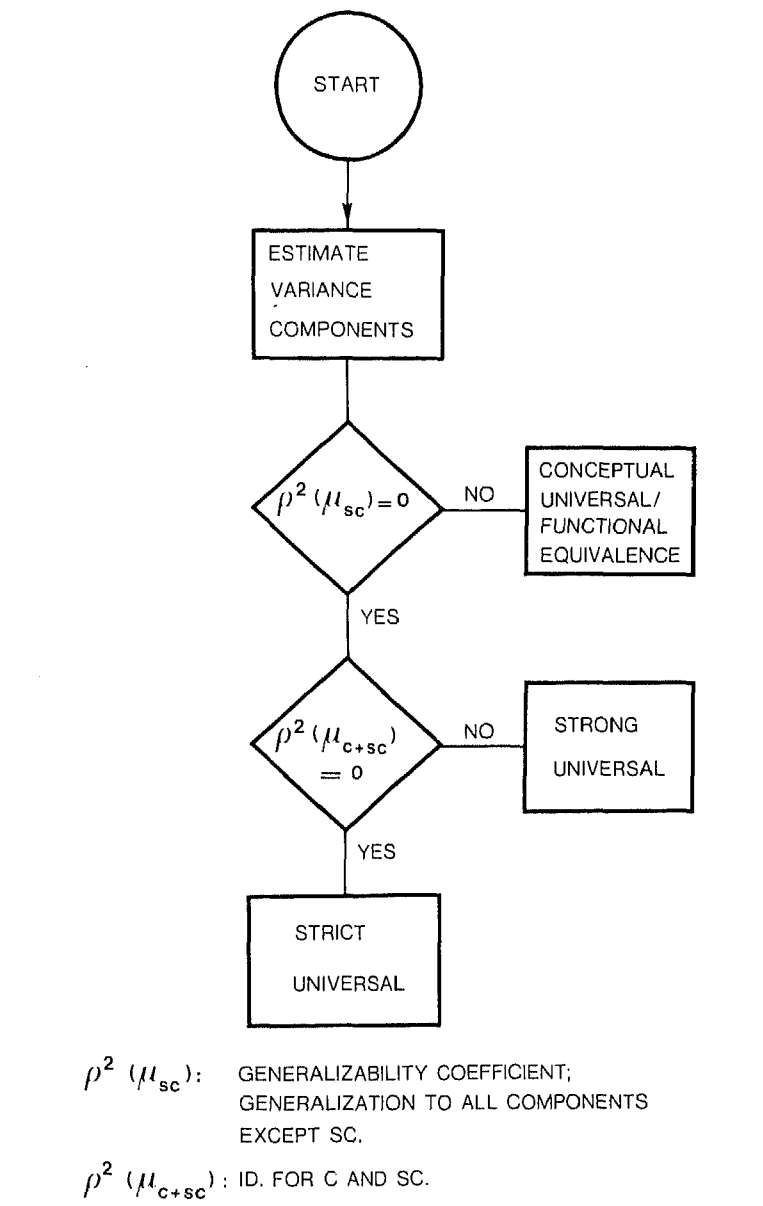 START
ESTIMATE
VARIANCE
COMPONENTS
ρ² (μsc) = 0
NO
CONCEPTUAL
UNIVERSAL/
FUNCTIONAL
EQUIVALENCE
YES
ρ² (μc+sc)
= 0
NO
STRONG
UNIVERSAL
YES
STRICT
UNIVERSAL
ρ² (μsc): GENERALIZABILITY COEFFICIENT;
GENERALIZATION TO ALL COMPONENTS
EXCEPT SC.
ρ² (μc+sc): ID. FOR C AND SC.